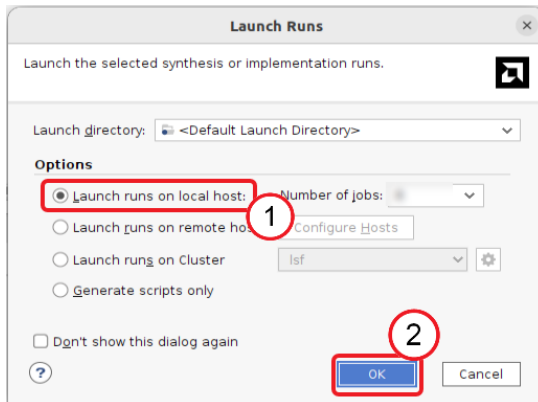 Launch Runs
Launch the selected synthesis or implementation runs.
Launch directory: <Default Launch Directory>
Options
Launch runs on local host: Number of jobs:
1
Launch runs on remote Configure Hosts
Launch runs on Cluster lsf
Generate scripts only
Don't show this dialog again
2
? OK Cancel